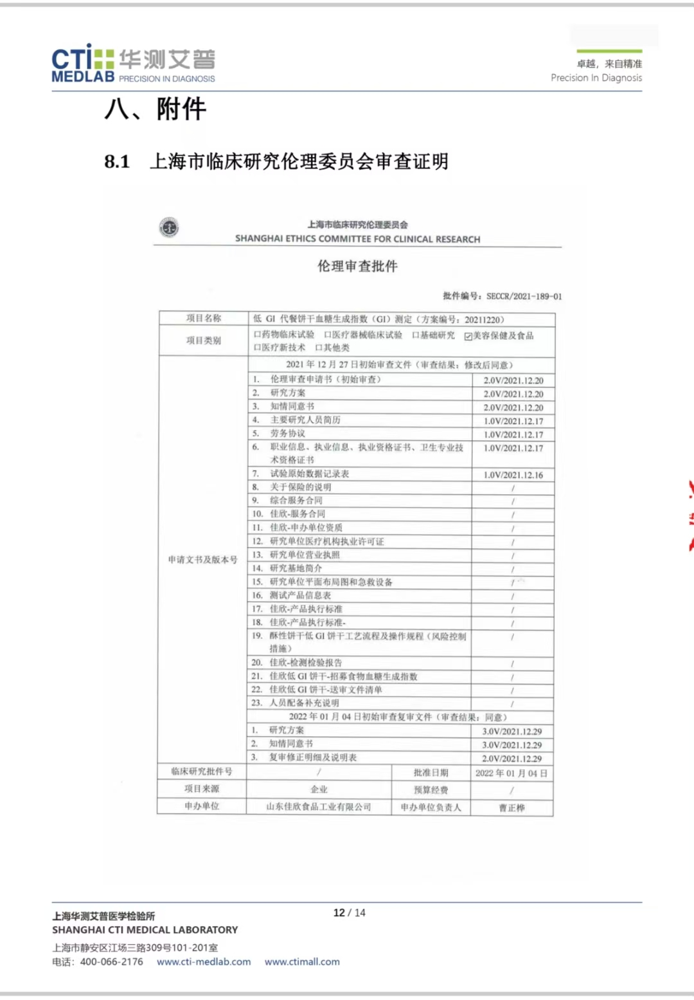 CTI 华测艾普
MEDLAB PRECISION IN DIAGNOSIS
卓越，来自精准
Precision In Diagnosis
八、附件
8.1 上海市临床研究伦理委员会审查证明
上海市临床研究伦理委员会
SHANGHAI ETHICS COMMITTEE FOR CLINICAL RESEARCH
伦理审查批件
批件编号：SECCR/2021-189-01
项目名称 低 GI 代餐饼干血糖生成指数（GI）测定（方案编号：20211220）
项目类别 口药物临床试验 口医疗器械临床试验 口基础研究 ☑美容保健及食品
口医疗新技术 口其他类
申请文书及版本号
2021 年 12 月 27 日初始审查文件（审查结果：修改后同意）
1. 伦理审查申请书（初始审查） 2.0V/2021.12.20
2. 研究方案 2.0V/2021.12.20
3. 知情同意书 2.0V/2021.12.20
4. 主要研究人员简历 1.0V/2021.12.17
5. 劳务协议 1.0V/2021.12.17
6. 职业信息、执业信息、执业资格证书、卫生专业技 1.0V/2021.12.17
术资格证书
7. 试验原始数据记录表 1.0V/2021.12.16
8. 关于保险的说明 /
9. 综合服务合同 /
10. 佳欣-服务合同 /
11. 佳欣-申办单位资质 /
12. 研究单位医疗机构执业许可证 /
13. 研究单位营业执照 /
14. 研究基地简介 /
15. 研究单位平面布局图和急救设备 /
16. 测试产品信息表 /
17. 佳欣-产品执行标准 /
18. 佳欣-产品执行标准- /
19. 酥性饼干低 GI 饼干工艺流程及操作规程（风险控制 /
措施）
20. 佳欣-检测检验报告 /
21. 佳欣低 GI 饼干-招募食物血糖生成指数 /
22. 佳欣低 GI 饼干-送审文件清单 /
23. 人员配备补充说明 /
2022 年 01 月 04 日初始审查复审文件（审查结果：同意）
1. 研究方案 3.0V/2021.12.29
2. 知情同意书 3.0V/2021.12.29
3. 复审修正明细及说明表 2.0V/2021.12.29
临床研究批件号 / 批准日期 2022 年 01 月 04 日
项目来源 企业 预算经费 /
申办单位 山东佳欣食品工业有限公司 申办单位负责人 曹正桦
上海华测艾普医学检验所
12 / 14
SHANGHAI CTI MEDICAL LABORATORY
上海市静安区江场三路309号101-201室
电话：400-066-2176 www.cti-medlab.com www.ctimall.com